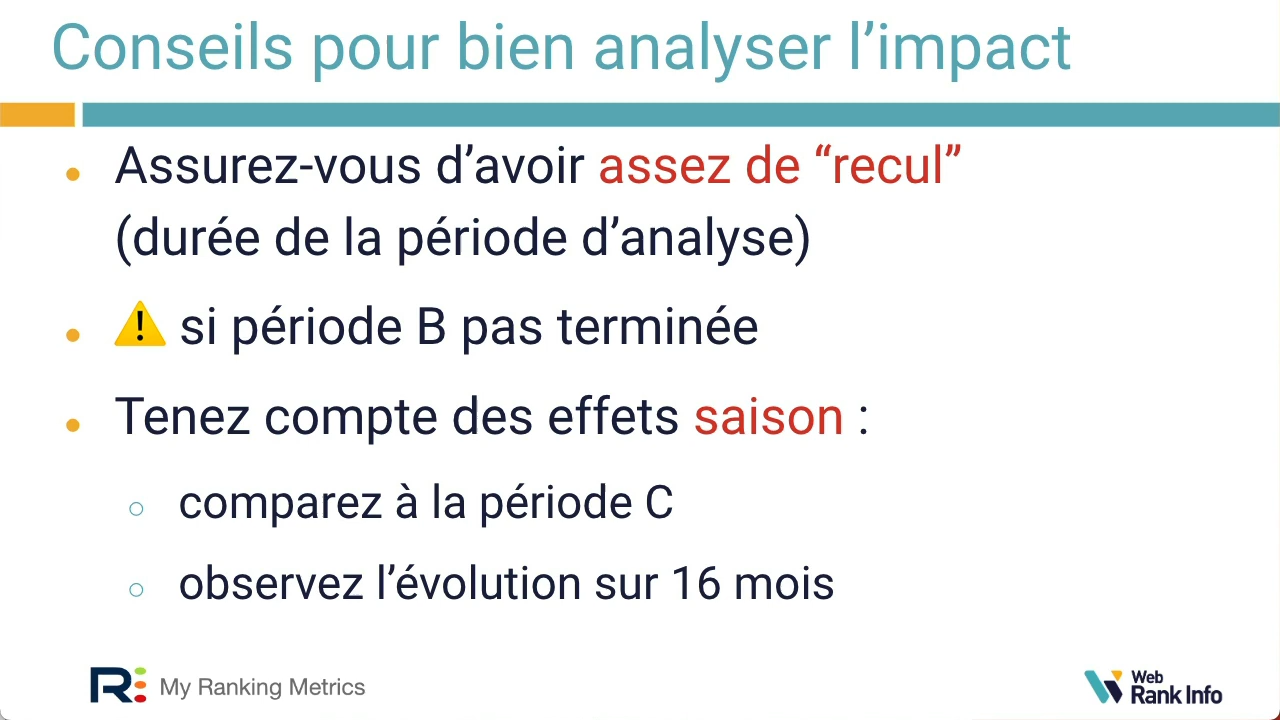 Conseils pour bien analyser l’impact
Assurez-vous d’avoir assez de “recul”
(durée de la période d’analyse)
⚠️ si période B pas terminée
Tenez compte des effets saison :
comparez à la période C
observez l’évolution sur 16 mois
R: My Ranking Metrics
Web
Rank Info